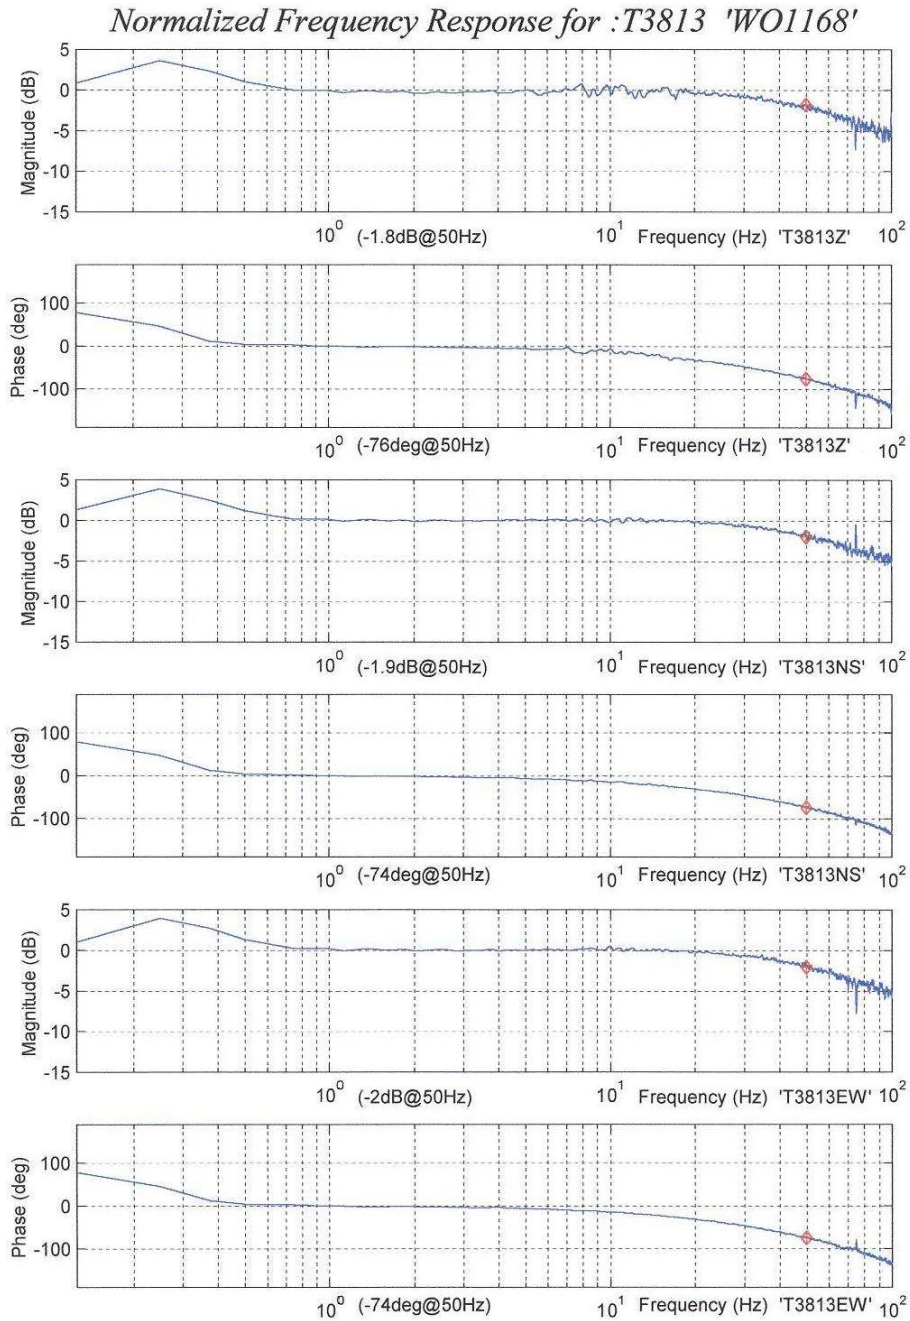 Normalized Frequency Response for :T3813 'WO1168'
Magnitude (dB)
5
0
-5
-10
-15
10^0 (-1.8dB@50Hz) 10^1 Frequency (Hz) 'T3813Z' 10^2
Phase (deg)
100
0
-100
10^0 (-76deg@50Hz) 10^1 Frequency (Hz) 'T3813Z' 10^2
Magnitude (dB)
5
0
-5
-10
-15
10^0 (-1.9dB@50Hz) 10^1 Frequency (Hz) 'T3813NS' 10^2
Phase (deg)
100
0
-100
10^0 (-74deg@50Hz) 10^1 Frequency (Hz) 'T3813NS' 10^2
Magnitude (dB)
5
0
-5
-10
-15
10^0 (-2dB@50Hz) 10^1 Frequency (Hz) 'T3813EW' 10^2
Phase (deg)
100
0
-100
10^0 (-74deg@50Hz) 10^1 Frequency (Hz) 'T3813EW' 10^2